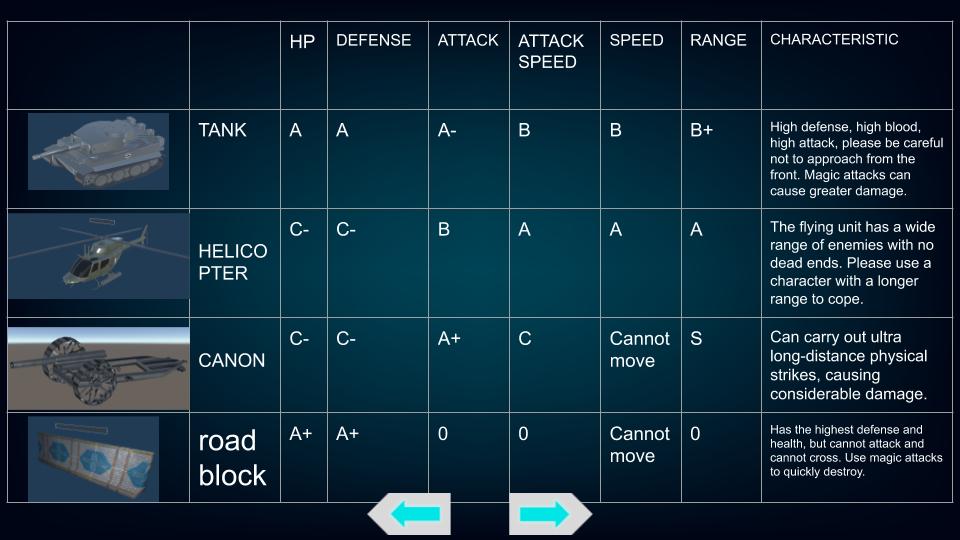 HP
DEFENSE
ATTACK
ATTACK
SPEED
SPEED
RANGE
CHARACTERISTIC
TANK
A
A
A-
B
B
B+
High defense, high blood,
high attack, please be careful
not to approach from the
front. Magic attacks can
cause greater damage.
HELICO
PTER
C-
C-
B
A
A
A
The flying unit has a wide
range of enemies with no
dead ends. Please use a
character with a longer
range to cope.
CANON
C-
C-
A+
C
Cannot
move
S
Can carry out ultra
long-distance physical
strikes, causing
considerable damage.
road
block
A+
A+
0
0
Cannot
move
0
Has the highest defense and
health, but cannot attack and
cannot cross. Use magic attacks
to quickly destroy.